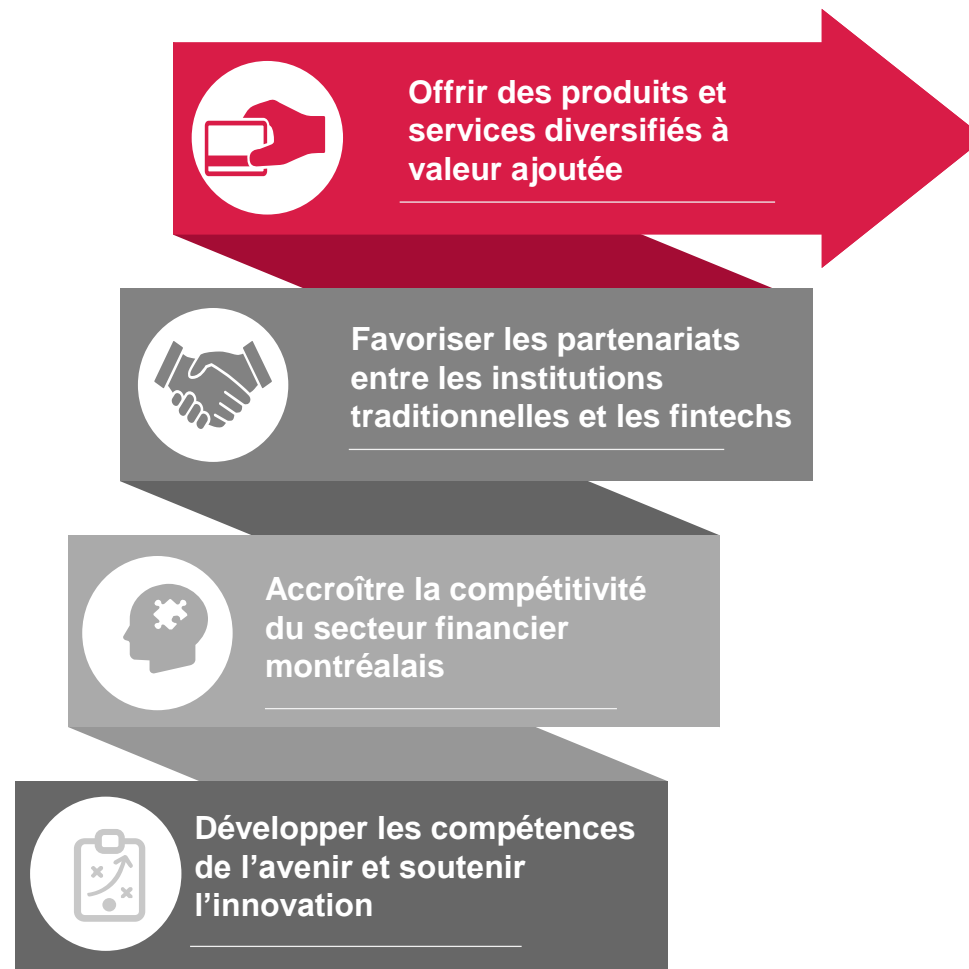 Offrir des produits et
services diversifiés à
valeur ajoutée
Favoriser les partenariats
entre les institutions
traditionnelles et les fintechs
Accroître la compétitivité
du secteur financier
montréalais
Développer les compétences
de l’avenir et soutenir
l’innovation